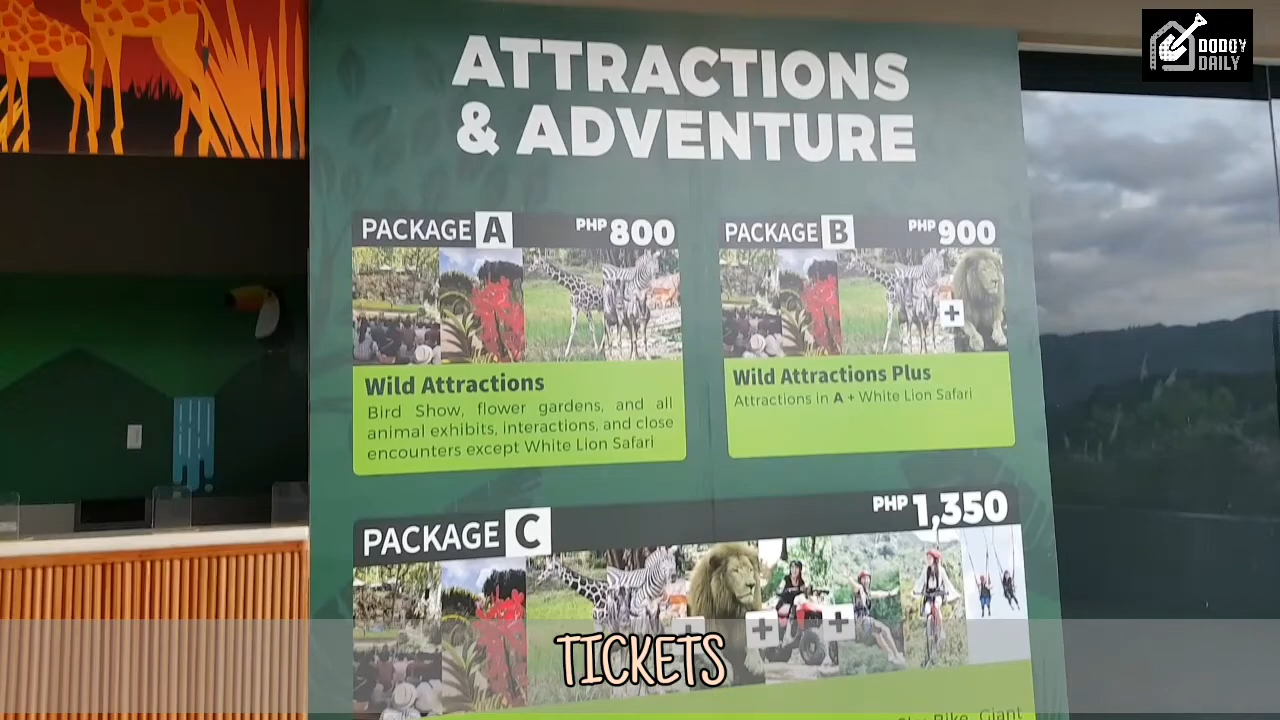 DODOY
DAILY
ATTRACTIONS
& ADVENTURE
PACKAGE A PHP 800
Wild Attractions
Bird Show, flower gardens, and all
animal exhibits, interactions, and close
encounters except White Lion Safari
PACKAGE B PHP 900
+
Wild Attractions Plus
Attractions in A + White Lion Safari
PACKAGE C PHP 1,350
+ + +
TICKETS
Bike, Giant